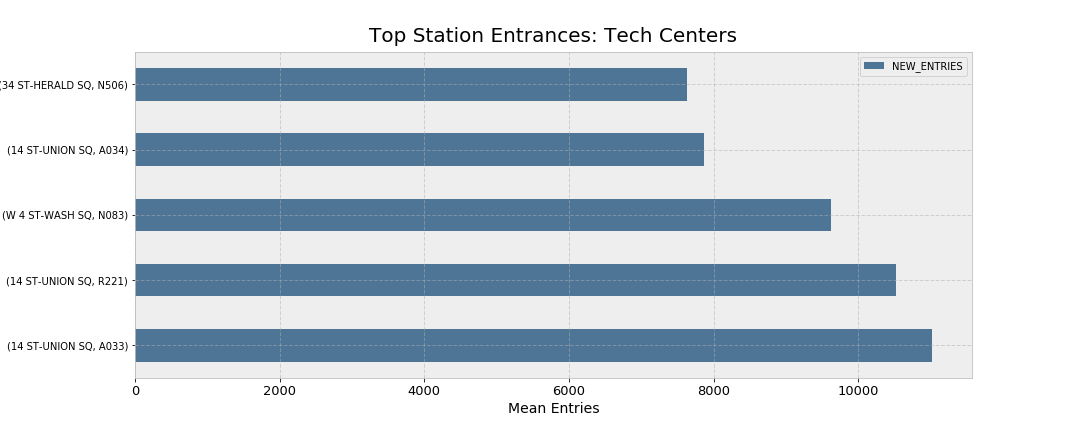 Top Station Entrances: Tech Centers
NEW_ENTRIES
(34 ST-HERALD SQ, N506)
(14 ST-UNION SQ, A034)
(W 4 ST-WASH SQ, N083)
(14 ST-UNION SQ, R221)
(14 ST-UNION SQ, A033)
0 2000 4000 6000 8000 10000
Mean Entries